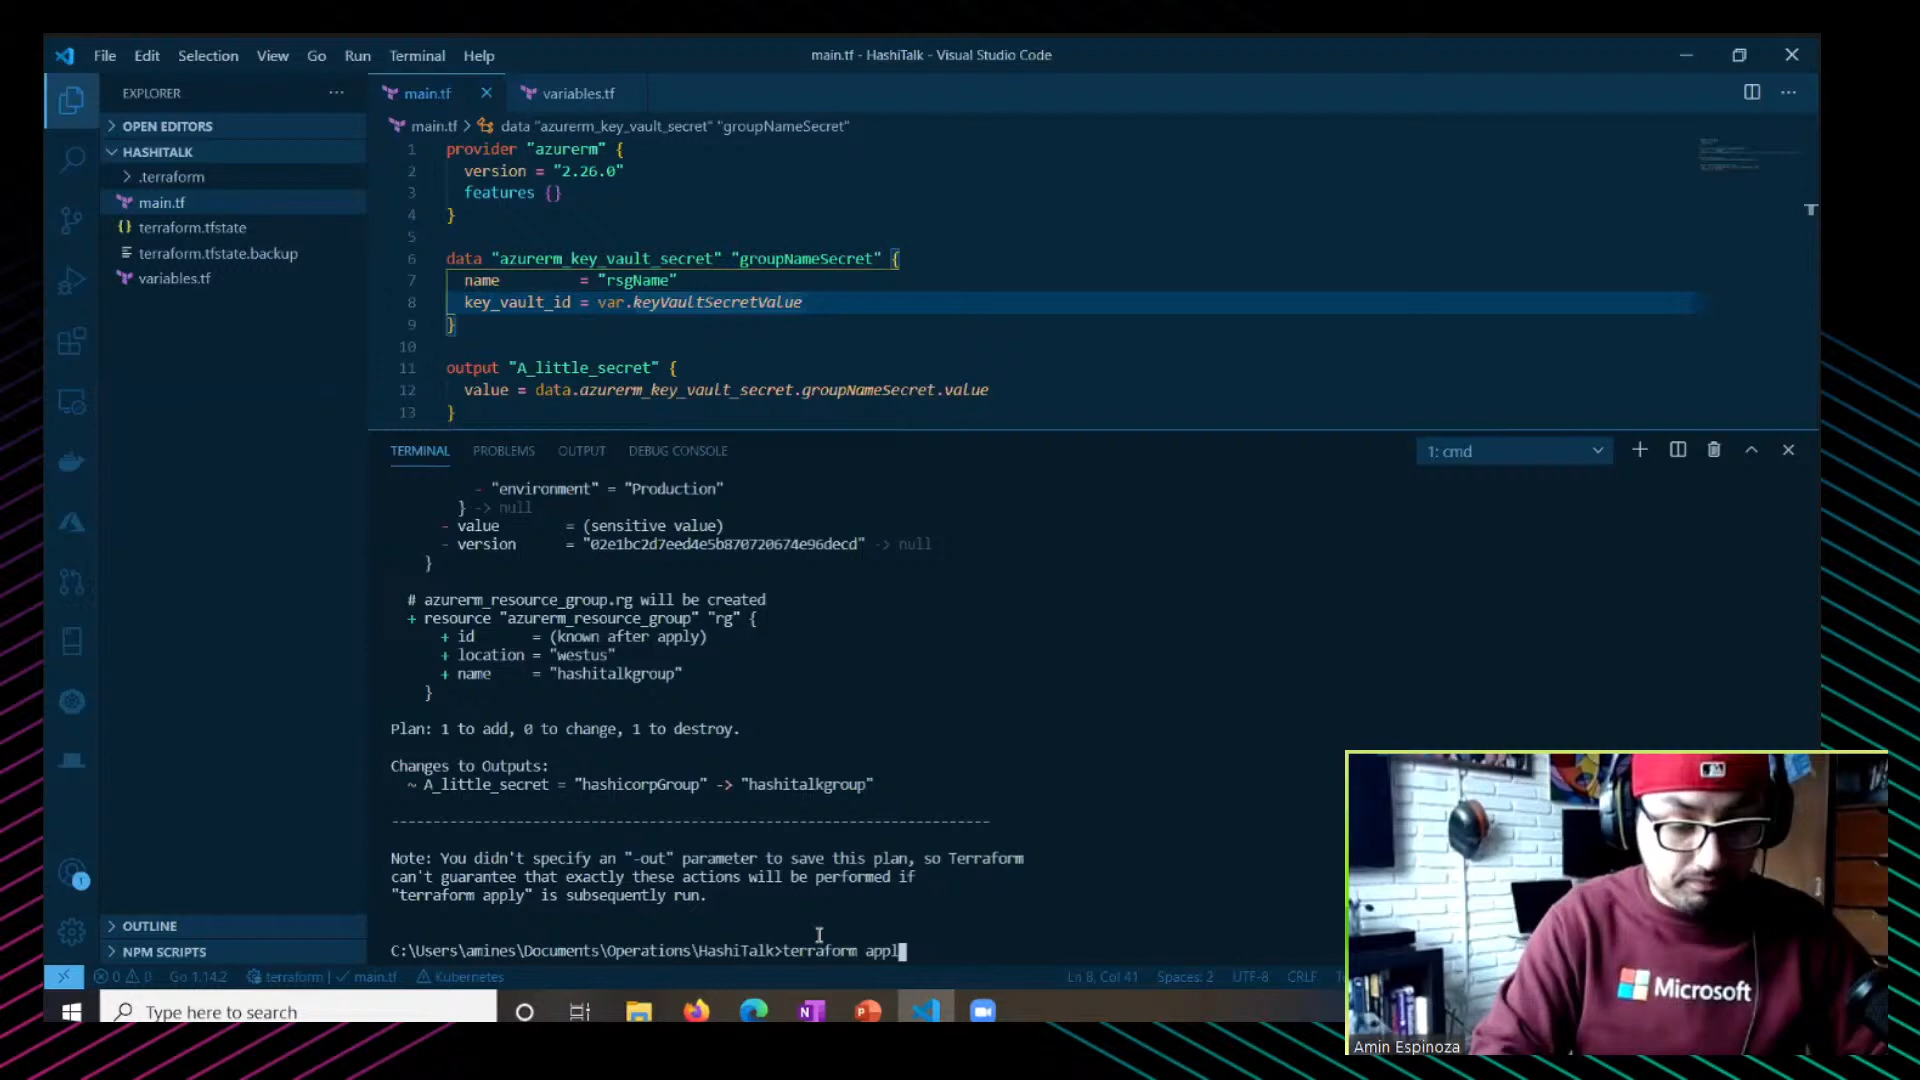 File Edit Selection View Go Run Terminal Help
main.tf - HashiTalk - Visual Studio Code
EXPLORER
OPEN EDITORS
HASHITALK
.terraform
main.tf
terraform.tfstate
terraform.tfstate.backup
variables.tf
OUTLINE
NPM SCRIPTS
main.tf
variables.tf
main.tf > data "azurerm_key_vault_secret" "groupNameSecret"
1 provider "azurerm" {
2 version = "2.26.0"
3 features {}
4 }
5
6 data "azurerm_key_vault_secret" "groupNameSecret" {
7 name = "rsgName"
8 key_vault_id = var.keyVaultSecretValue
9 }
10
11 output "A_little_secret" {
12 value = data.azurerm_key_vault_secret.groupNameSecret.value
13 }
TERMINAL PROBLEMS OUTPUT DEBUG CONSOLE
1: cmd
- "environment" = "Production"
} -> null
- value = (sensitive value)
- version = "02e1bc2d7eed4e5b870720674e96decd" -> null
}
# azurerm_resource_group.rg will be created
+ resource "azurerm_resource_group" "rg" {
+ id = (known after apply)
+ location = "westus"
+ name = "hashitalkgroup"
}
Plan: 1 to add, 0 to change, 1 to destroy.
Changes to Outputs:
~ A_little_secret = "hashicorpGroup" -> "hashitalkgroup"
------------------------------------------------------------------------
Note: You didn't specify an "-out" parameter to save this plan, so Terraform
can't guarantee that exactly these actions will be performed if
"terraform apply" is subsequently run.
C:\Users\amines\Documents\Operations\HashiTalk>terraform appl
1
0 0 Go 1.14.2 terraform | main.tf Kubernetes
Ln 8, Col 41 Spaces: 2 UTF-8 CRLF
Type here to search
Microsoft
Amin Espinoza